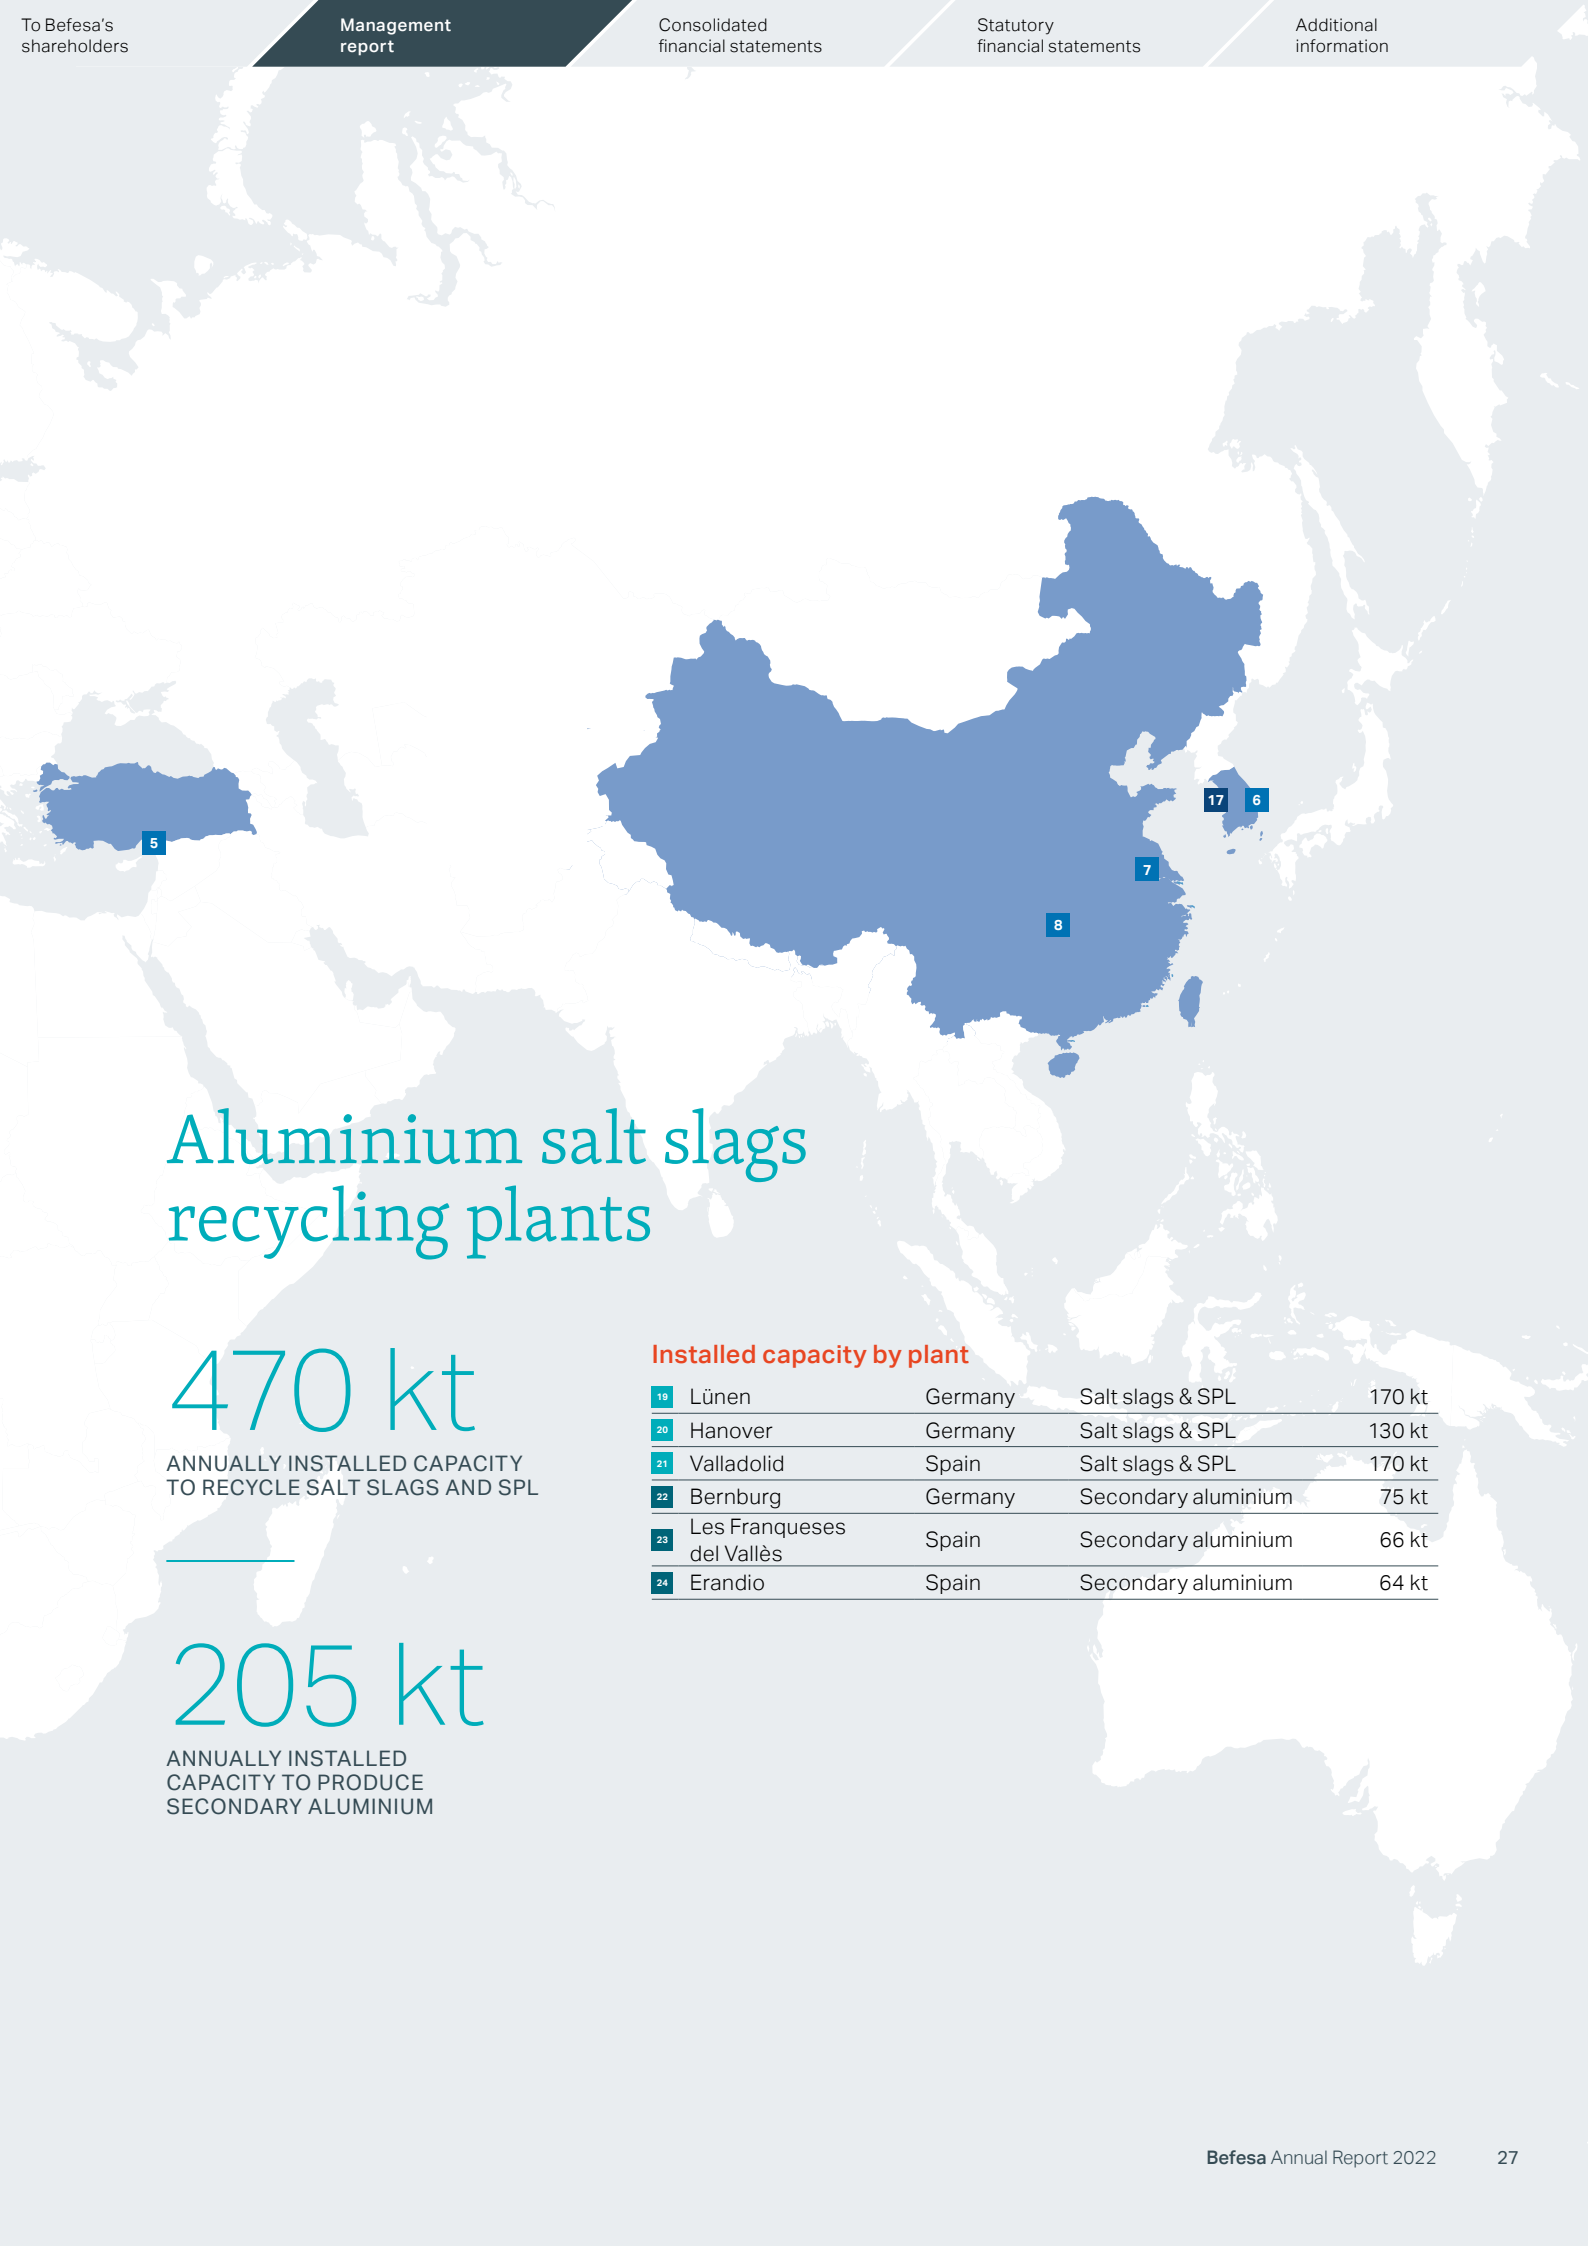 To Befesa's
shareholders
Management
report
Consolidated
financial statements
Statutory
financial statements
Additional
information
5
17
6
7
8
Aluminium salt slags
recycling plants
470 kt
ANNUALLY INSTALLED CAPACITY
TO RECYCLE SALT SLAGS AND SPL
205 kt
ANNUALLY INSTALLED
CAPACITY TO PRODUCE
SECONDARY ALUMINIUM
Installed capacity by plant
19 Lünen Germany Salt slags & SPL 170 kt
20 Hanover Germany Salt slags & SPL 130 kt
21 Valladolid Spain Salt slags & SPL 170 kt
22 Bernburg Germany Secondary aluminium 75 kt
23 Les Franqueses
del Vallès Spain Secondary aluminium 66 kt
24 Erandio Spain Secondary aluminium 64 kt
Befesa Annual Report 2022 27